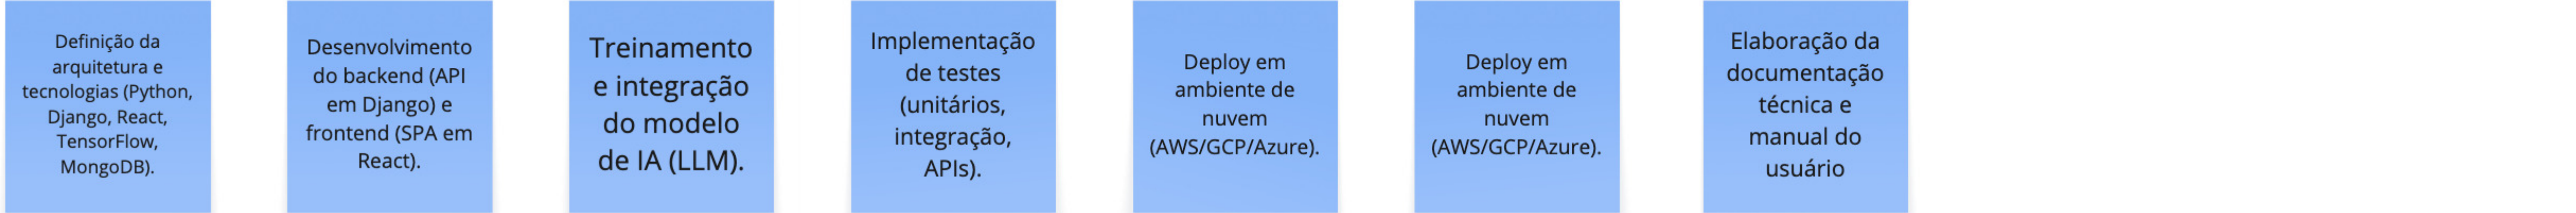 Definição da
arquitetura e
tecnologias (Python,
Django, React,
TensorFlow,
MongoDB).
Desenvolvimento
do backend (API
em Django) e
frontend (SPA em
React).
Treinamento
e integração
do modelo
de IA (LLM).
Implementação
de testes
(unitários,
integração,
APIs).
Deploy em
ambiente de
nuvem
(AWS/GCP/Azure).
Deploy em
ambiente de
nuvem
(AWS/GCP/Azure).
Elaboração da
documentação
técnica e
manual do
usuário